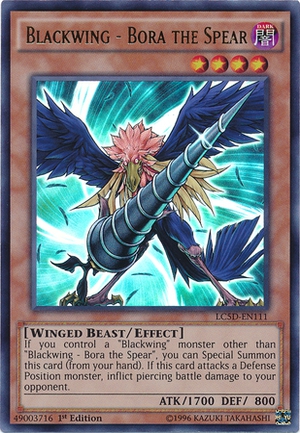 BLACKWING - BORA THE SPEAR
DARK
闇
LC5D-EN111
[WINGED BEAST/EFFECT]
If you control a "Blackwing" monster other than
"Blackwing - Bora the Spear", you can Special Summon
this card (from your hand). If this card attacks a Defense
Position monster, inflict piercing battle damage to your
opponent.
ATK/1700 DEF/ 800
49003716 1st Edition ©1996 KAZUKI TAKAHASHI